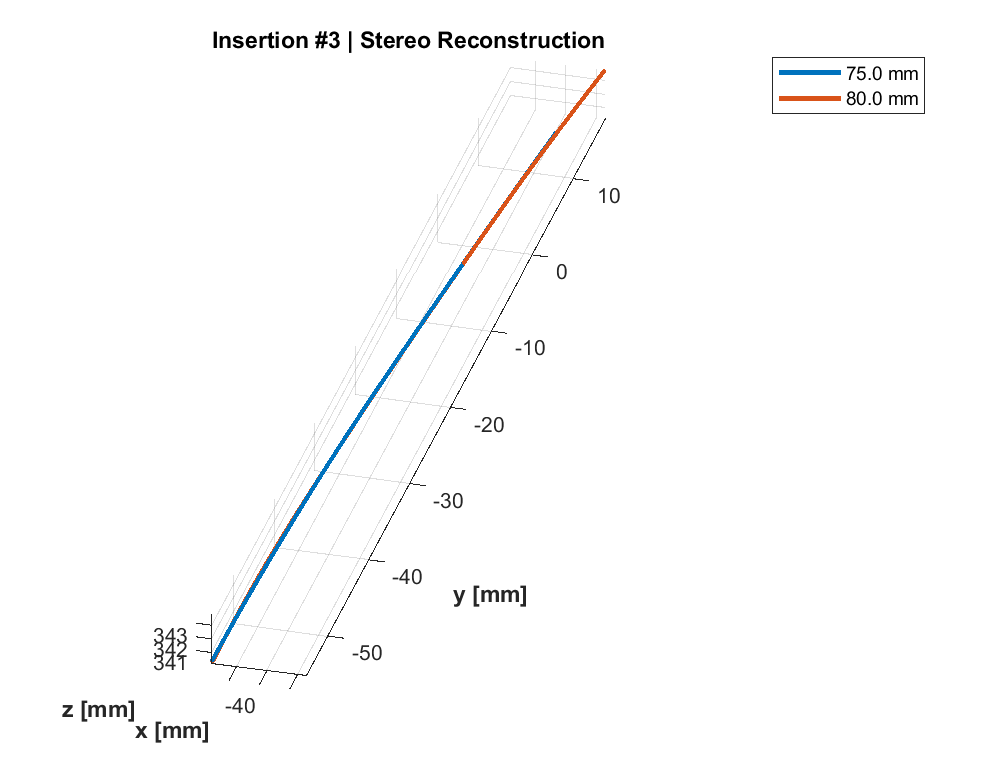 Insertion #3 | Stereo Reconstruction
75.0 mm
80.0 mm
10
0
-10
-20
-30
-40
y [mm]
-50
343
342
341
-40
z [mm]
x [mm]